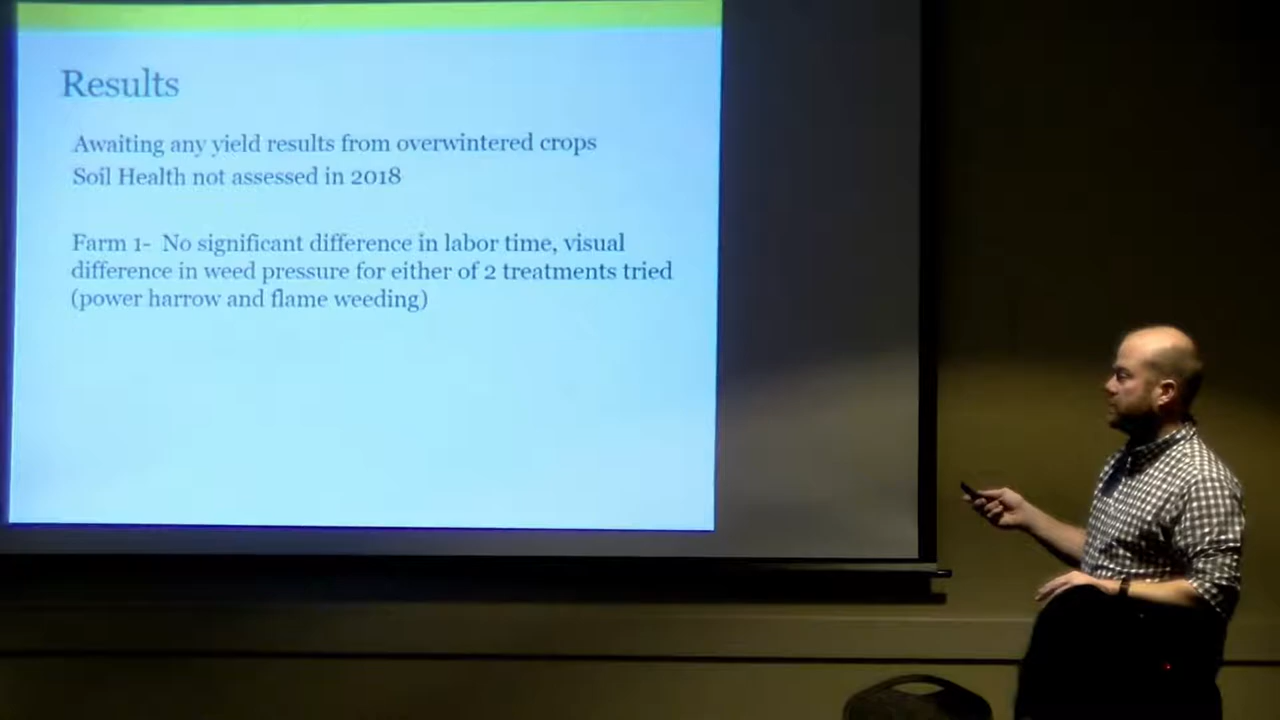 Results
Awaiting any yield results from overwintered crops
Soil Health not assessed in 2018
Farm 1- No significant difference in labor time, visual
difference in weed pressure for either of 2 treatments tried
(power harrow and flame weeding)